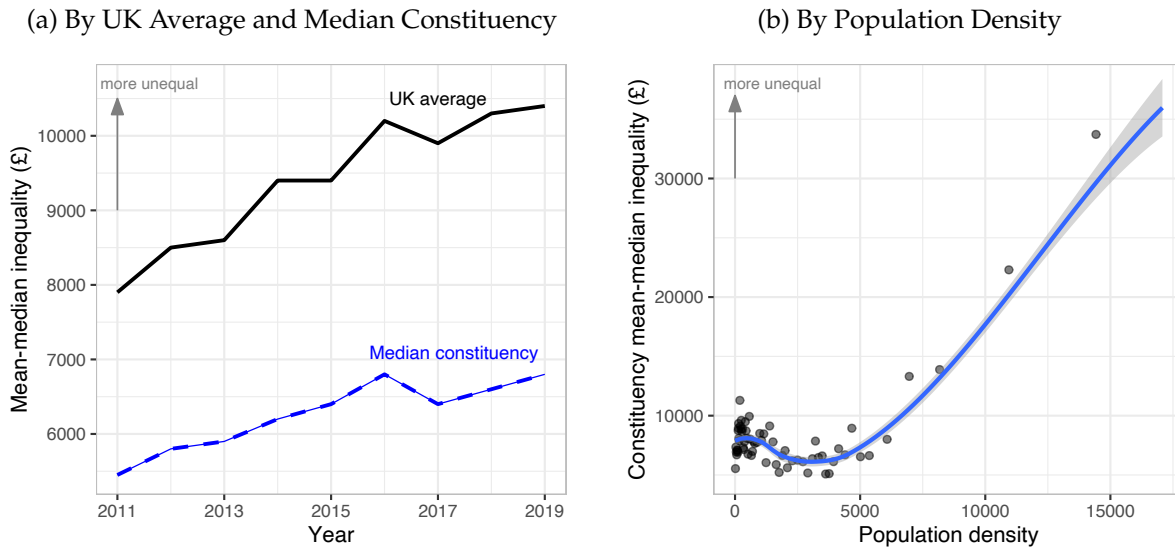 (a) By UK Average and Median Constituency
more unequal
UK average
Median constituency
10000
9000
8000
7000
6000
Mean-median inequality (£)
2011
2013
2015
2017
2019
Year
(b) By Population Density
more unequal
30000
20000
10000
Constituency mean-median inequality (£)
0
5000
10000
15000
Population density